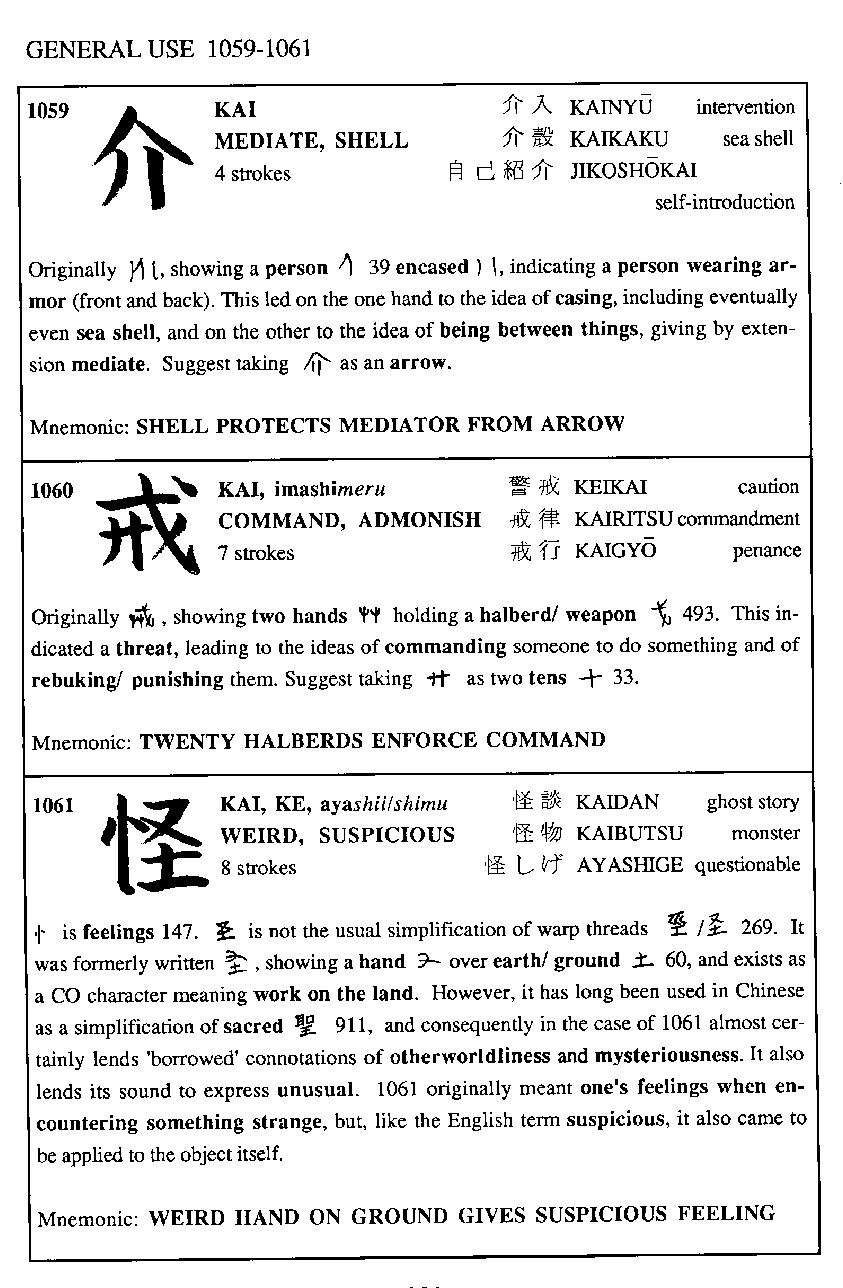 GENERAL USE 1059-1061
1059 介 KAI 介入 KAINYŪ intervention
MEDIATE, SHELL 介殻 KAIKAKU sea shell
4 strokes 自己紹介 JIKOSHŌKAI
self-introduction
Originally , showing a person 39 encased ) (, indicating a person wearing ar-
mor (front and back). This led on the one hand to the idea of casing, including eventually
even sea shell, and on the other to the idea of being between things, giving by exten-
sion mediate. Suggest taking 介 as an arrow.
Mnemonic: SHELL PROTECTS MEDIATOR FROM ARROW
1060 戒 KAI, imashimeru 警戒 KEIKAI caution
COMMAND, ADMONISH 戒律 KAIRITSU commandment
7 strokes 戒行 KAIGYŌ penance
Originally , showing two hands holding a halberd/ weapon 戈 493. This in-
dicated a threat, leading to the ideas of commanding someone to do something and of
rebuking/ punishing them. Suggest taking 廾 as two tens 十 33.
Mnemonic: TWENTY HALBERDS ENFORCE COMMAND
1061 怪 KAI, KE, ayashii/shimu 怪談 KAIDAN ghost story
WEIRD, SUSPICIOUS 怪物 KAIBUTSU monster
8 strokes 怪しげ AYASHIGE questionable
忄 is feelings 147. 圣 is not the usual simplification of warp threads / 269. It
was formerly written , showing a hand over earth/ ground 土 60, and exists as
a CO character meaning work on the land. However, it has long been used in Chinese
as a simplification of sacred 聖 911, and consequently in the case of 1061 almost cer-
tainly lends 'borrowed' connotations of otherworldliness and mysteriousness. It also
lends its sound to express unusual. 1061 originally meant one's feelings when en-
countering something strange, but, like the English term suspicious, it also came to
be applied to the object itself.
Mnemonic: WEIRD HAND ON GROUND GIVES SUSPICIOUS FEELING